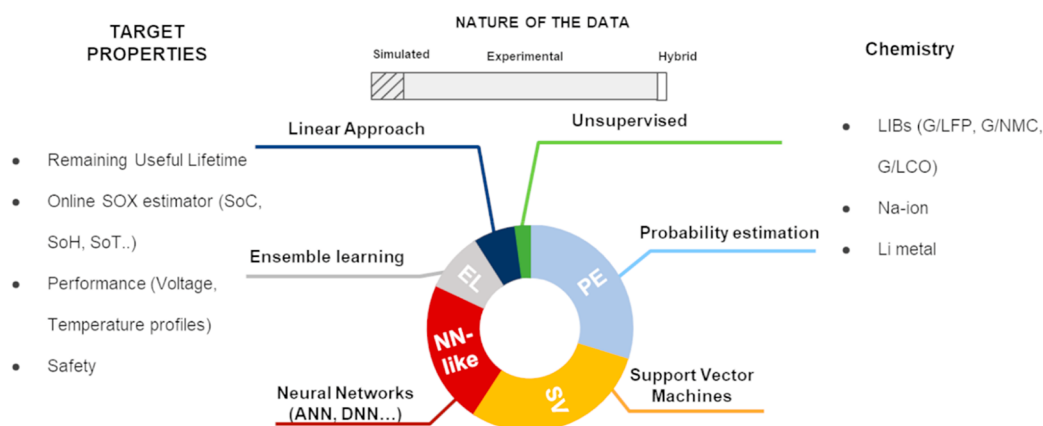 TARGET
PROPERTIES
Remaining Useful Lifetime
Online SOX estimator (SoC,
SoH, SoT..)
Performance (Voltage,
Temperature profiles)
Safety
NATURE OF THE DATA
Simulated
Experimental
Hybrid
Linear Approach
Unsupervised
Ensemble learning
Probability estimation
EL
PE
NN-
like
SV
Neural Networks
(ANN, DNN...)
Support Vector
Machines
Chemistry
LIBs (G/LFP, G/NMC,
G/LCO)
Na-ion
Li metal